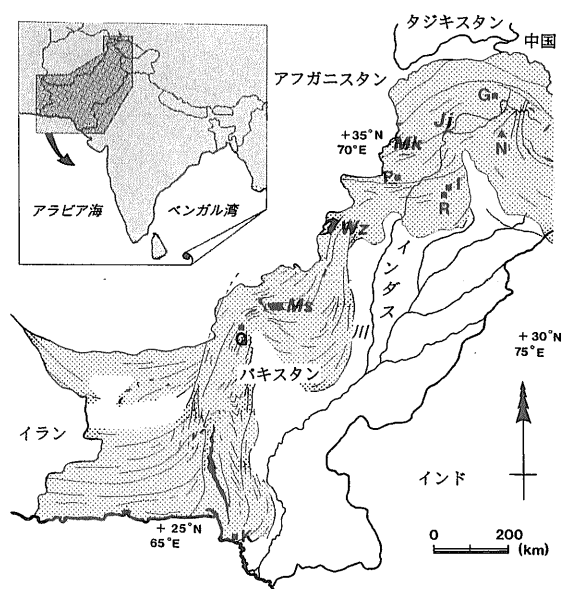 タジキスタン
中国
アフガニスタン
G
+35°N
70°E
Jj
Mk
N
P
I
R
アラビア海
ベンガル湾
Wz
インダス
川
Ms
Q
+30°N
75°E
パキスタン
イラン
インド
+25°N
65°E
K
0 200
(km)